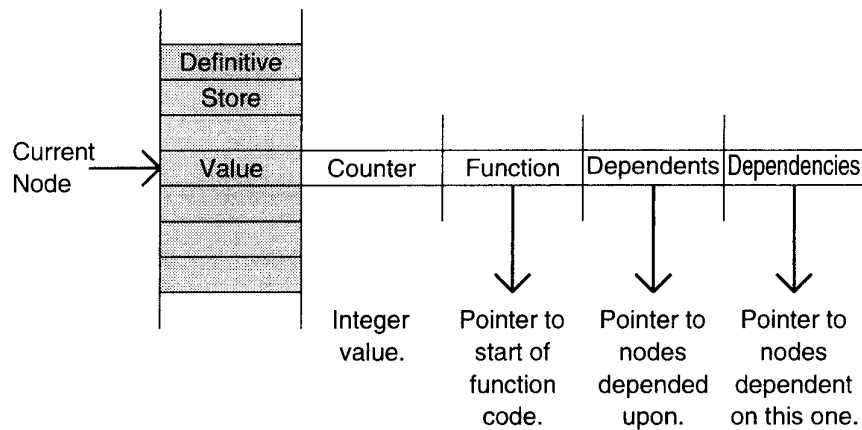 Definitive
Store
Current
Node
Value
Counter
Function
Dependents
Dependencies
Integer
value.
Pointer to
start of
function
code.
Pointer to
nodes
depended
upon.
Pointer to
nodes
dependent
on this one.